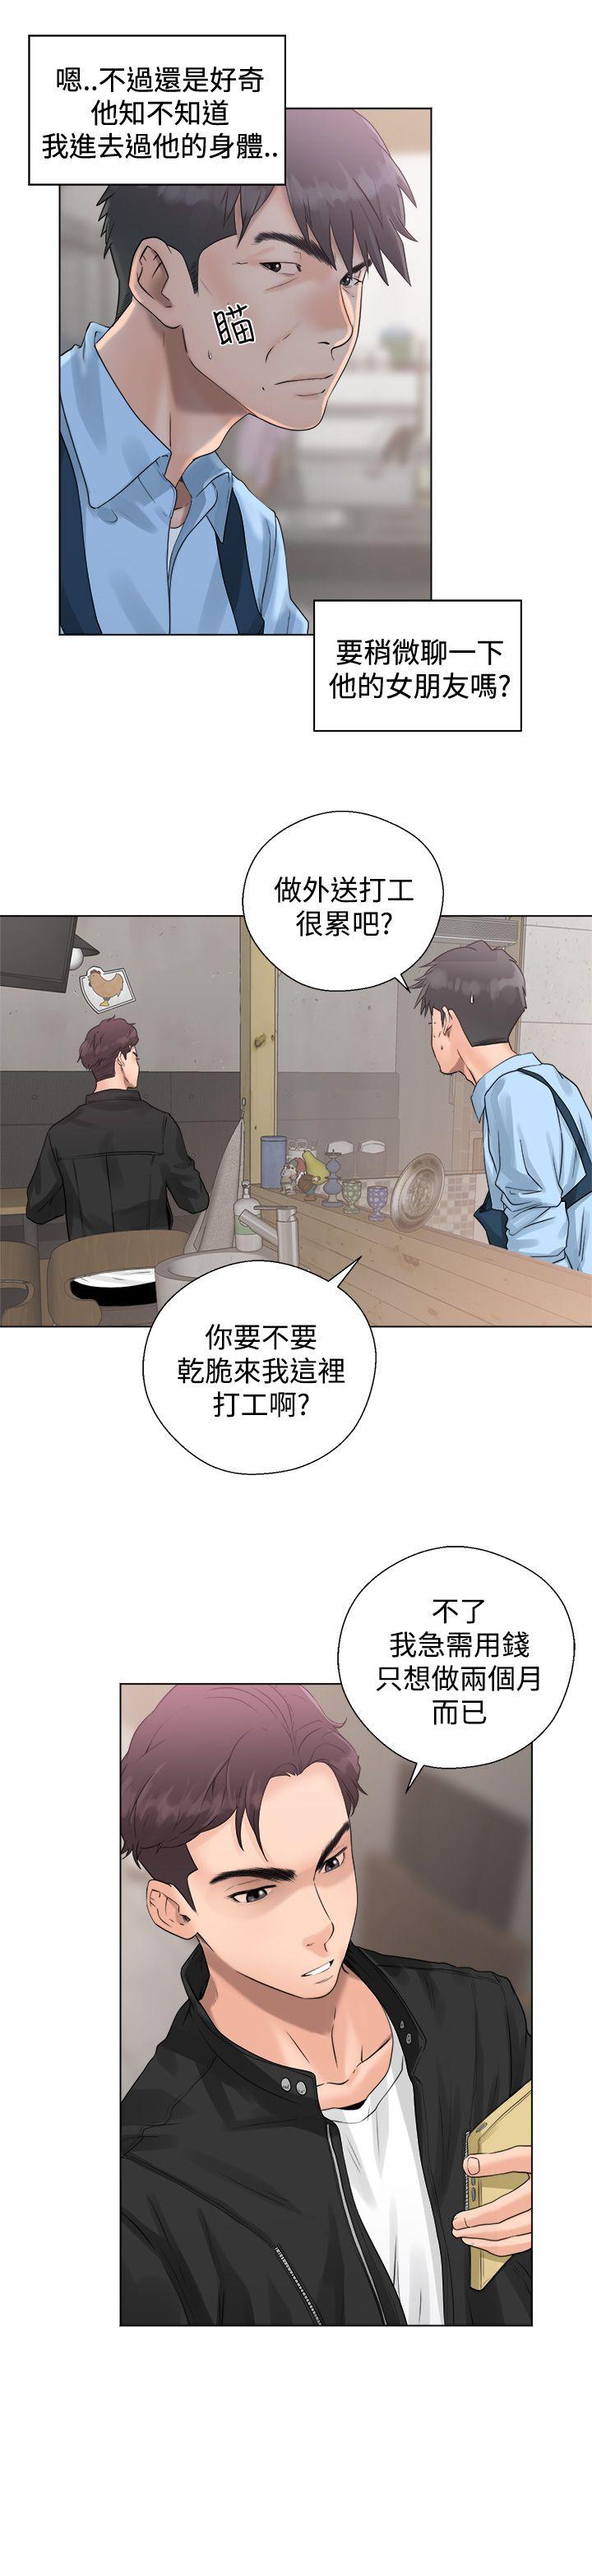 嗯..不過還是好奇
他知不知道
我進去過他的身體..
瞄
要稍微聊一下
他的女朋友嗎?
做外送打工
很累吧?
你要不要
乾脆來我這裡
打工啊?
不了
我急需用錢
只想做兩個月
而已